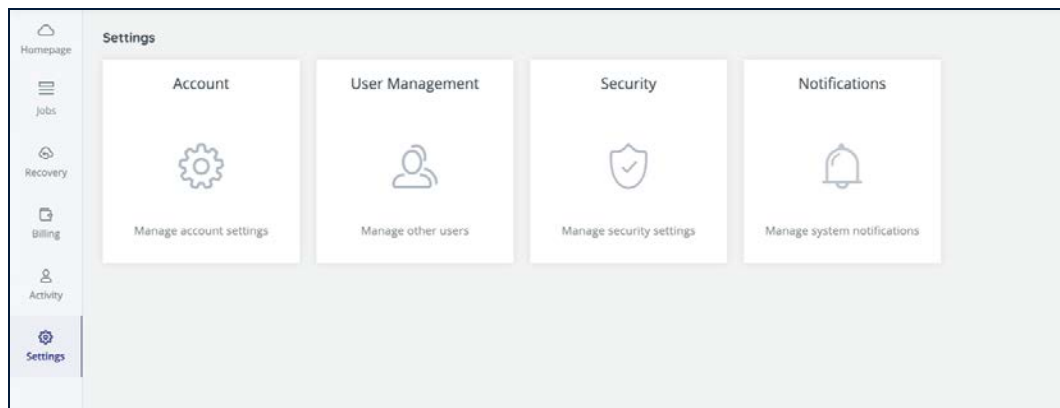 Homepage
Jobs
Recovery
Billing
Activity
Settings
Settings
Account
Manage account settings
User Management
Manage other users
Security
Manage security settings
Notifications
Manage system notifications